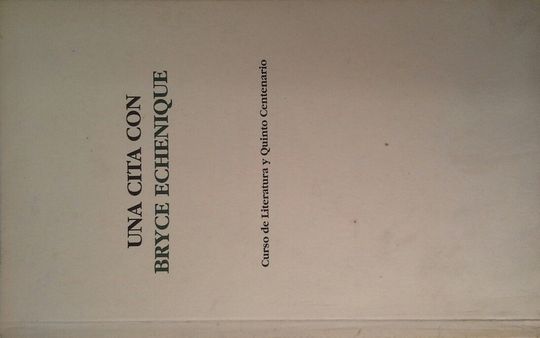 UNA CITA CON
BRYCE ECHENIQUE
Curso de Literatura y Quinto Centenario